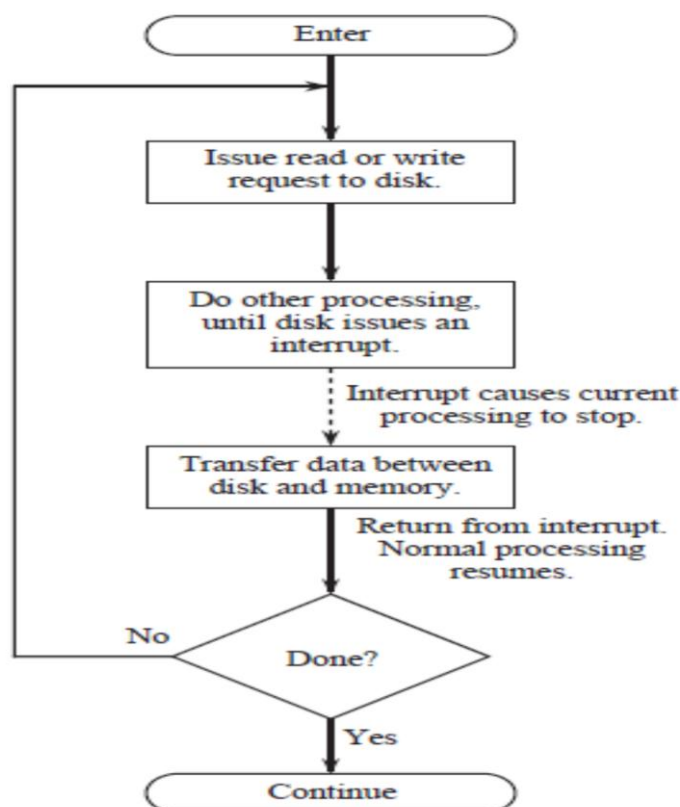 Enter
Issue read or write
request to disk.
Do other processing,
until disk issues an
interrupt.
Interrupt causes current
processing to stop.
Transfer data between
disk and memory.
Return from interrupt.
Normal processing
resumes.
No
Done?
Yes
Continue